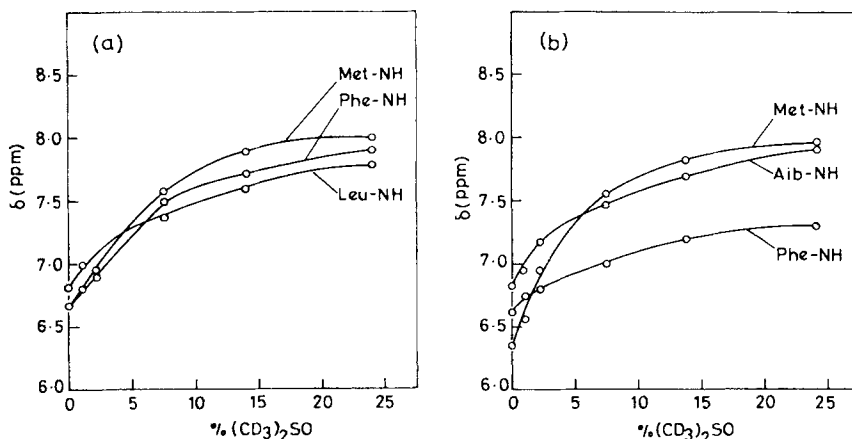 (a)
Met-NH
Phe-NH
Leu-NH
8·5
8·0
7·5
7·0
6·5
6·0
δ (ppm)
0 5 10 15 20 25
% (CD3)2SO
(b)
Met-NH
Aib-NH
Phe-NH
8·5
8·0
7·5
7·0
6·5
6·0
δ (ppm)
0 5 10 15 20 25
% (CD3)2SO